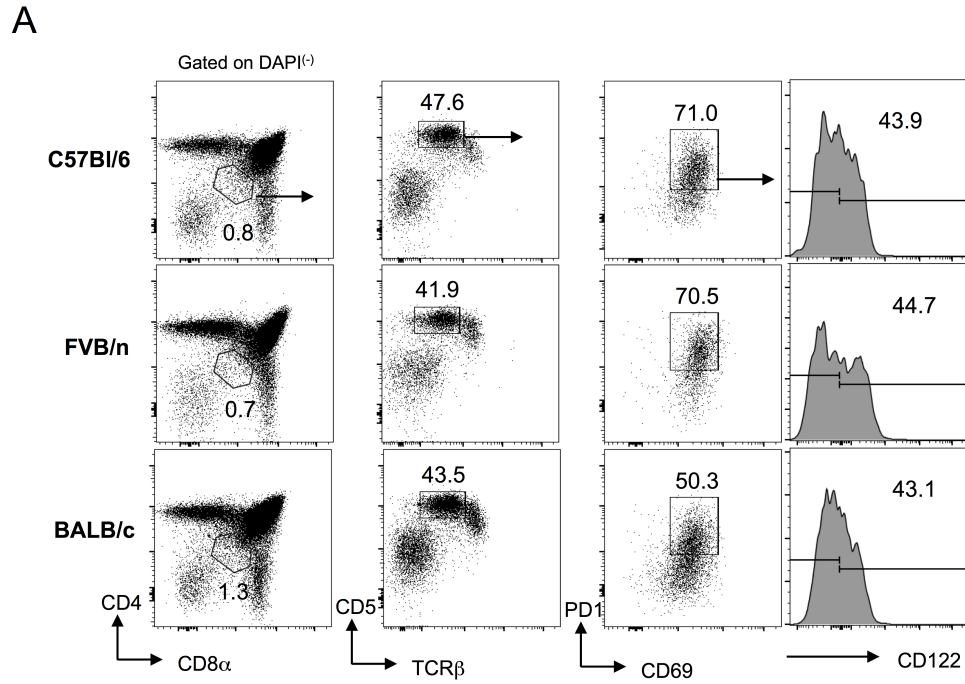 A
Gated on DAPI(-)
C57Bl/6
0.8
47.6
71.0
43.9
FVB/n
0.7
41.9
70.5
44.7
BALB/c
1.3
43.5
50.3
43.1
CD4
CD8α
CD5
TCRβ
PD1
CD69
CD122